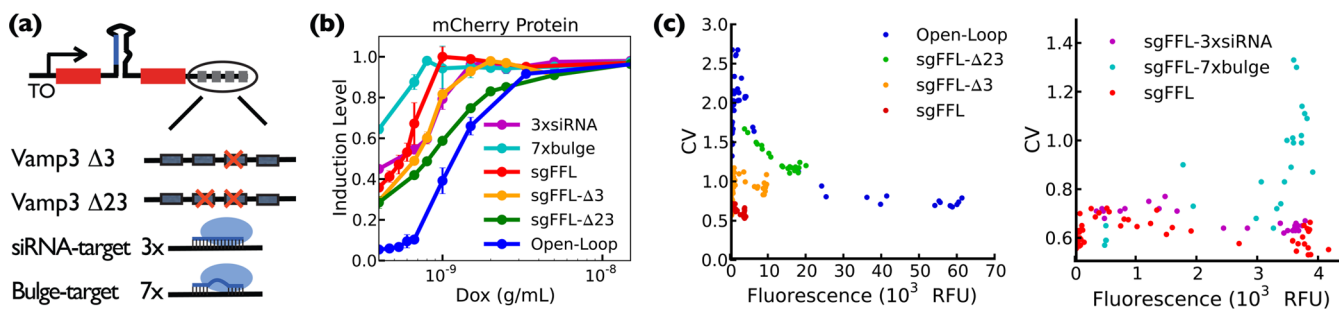 (a)
TO
Vamp3 Δ3
Vamp3 Δ23
siRNA-target 3x
Bulge-target 7x
(b)
mCherry Protein
Induction Level
1.0
0.8
0.6
0.4
0.2
0.0
3xsiRNA
7xbulge
sgFFL
sgFFL-Δ3
sgFFL-Δ23
Open-Loop
10⁻⁹
10⁻⁸
Dox (g/mL)
(c)
CV
3.0
2.5
2.0
1.5
1.0
0.5
0.0
Open-Loop
sgFFL-Δ23
sgFFL-Δ3
sgFFL
0 10 20 30 40 50 60 70
Fluorescence (10³ RFU)
CV
1.4
1.2
1.0
0.8
0.6
sgFFL-3xsiRNA
sgFFL-7xbulge
sgFFL
0 1 2 3 4
Fluorescence (10³ RFU)